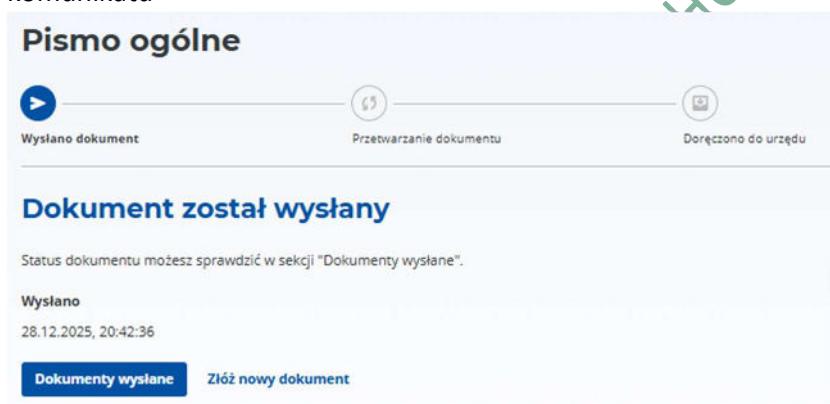 komunikatu
Pismo ogólne
Wysłano dokument
Przetwarzanie dokumentu
Doręczono do urzędu
Dokument został wysłany
Status dokumentu możesz sprawdzić w sekcji "Dokumenty wysłane".
Wysłano
28.12.2025, 20:42:36
Dokumenty wysłane Złóż nowy dokument